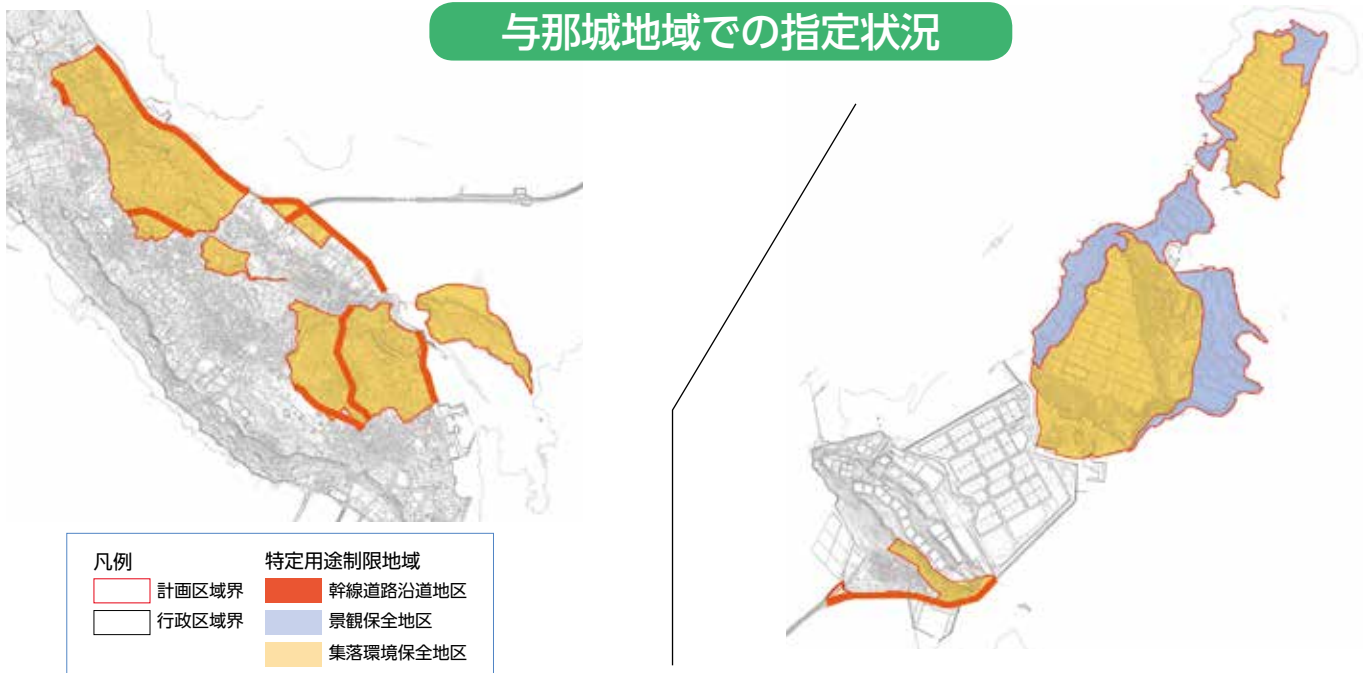 与那城地域での指定状況
凡例
計画区域界
行政区域界
特定用途制限地域
幹線道路沿道地区
景観保全地区
集落環境保全地区